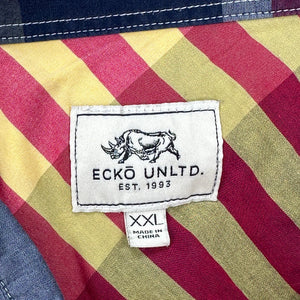 ECKŌ UNLTD.
EST. 1993
XXL
MADE IN
CHINA